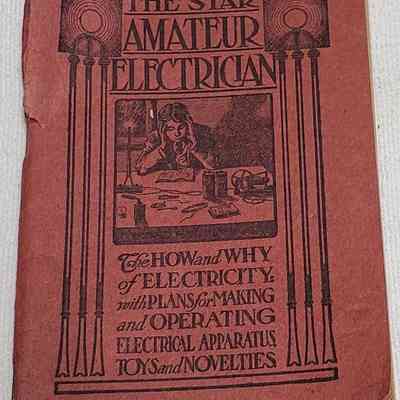 THE STAR
AMATEUR
ELECTRICIAN
The HOW and WHY
of ELECTRICITY:
with PLANS for MAKING
and OPERATING
ELECTRICAL APPARATUS,
TOYS and NOVELTIES.